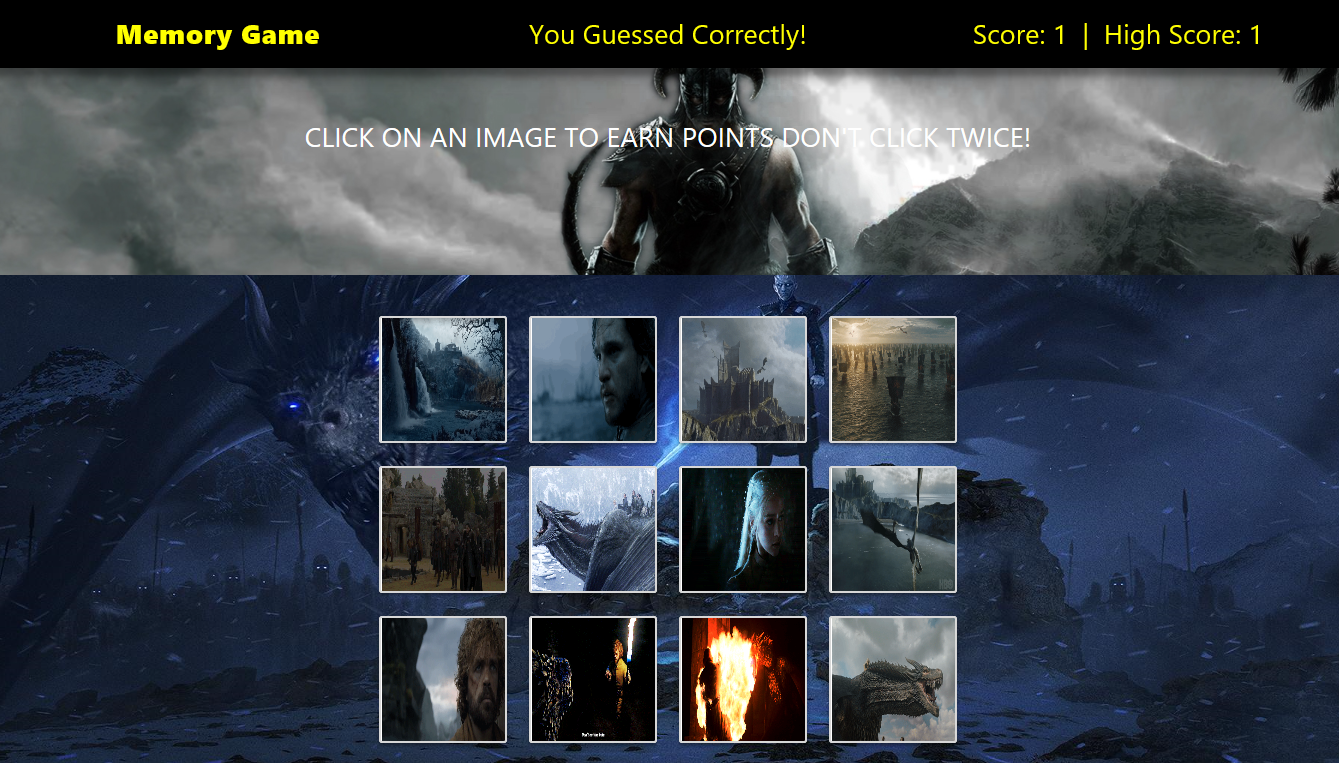 Memory Game
You Guessed Correctly!
Score: 1 | High Score: 1
CLICK ON AN IMAGE TO EARN POINTS DON'T CLICK TWICE!
HBO